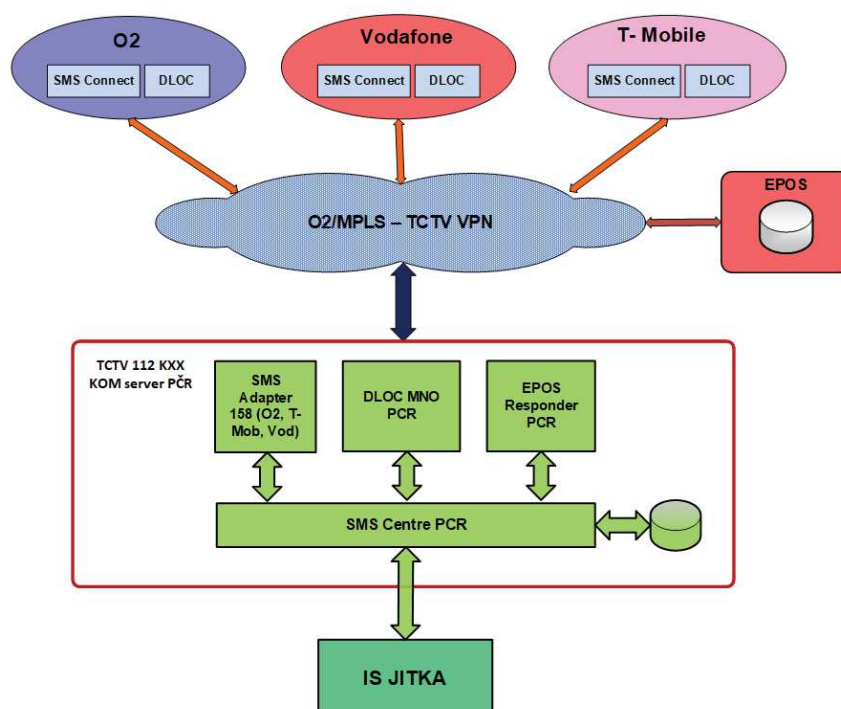 O2
Vodafone
T- Mobile
SMS Connect
DLOC
SMS Connect
DLOC
SMS Connect
DLOC
O2/MPLS – TCTV VPN
EPOS
TCTV 112 KXX
KOM server PČR
SMS
Adapter
158 (O2, T-
Mob, Vod)
DLOC MNO
PCR
EPOS
Responder
PCR
SMS Centre PCR
IS JITKA